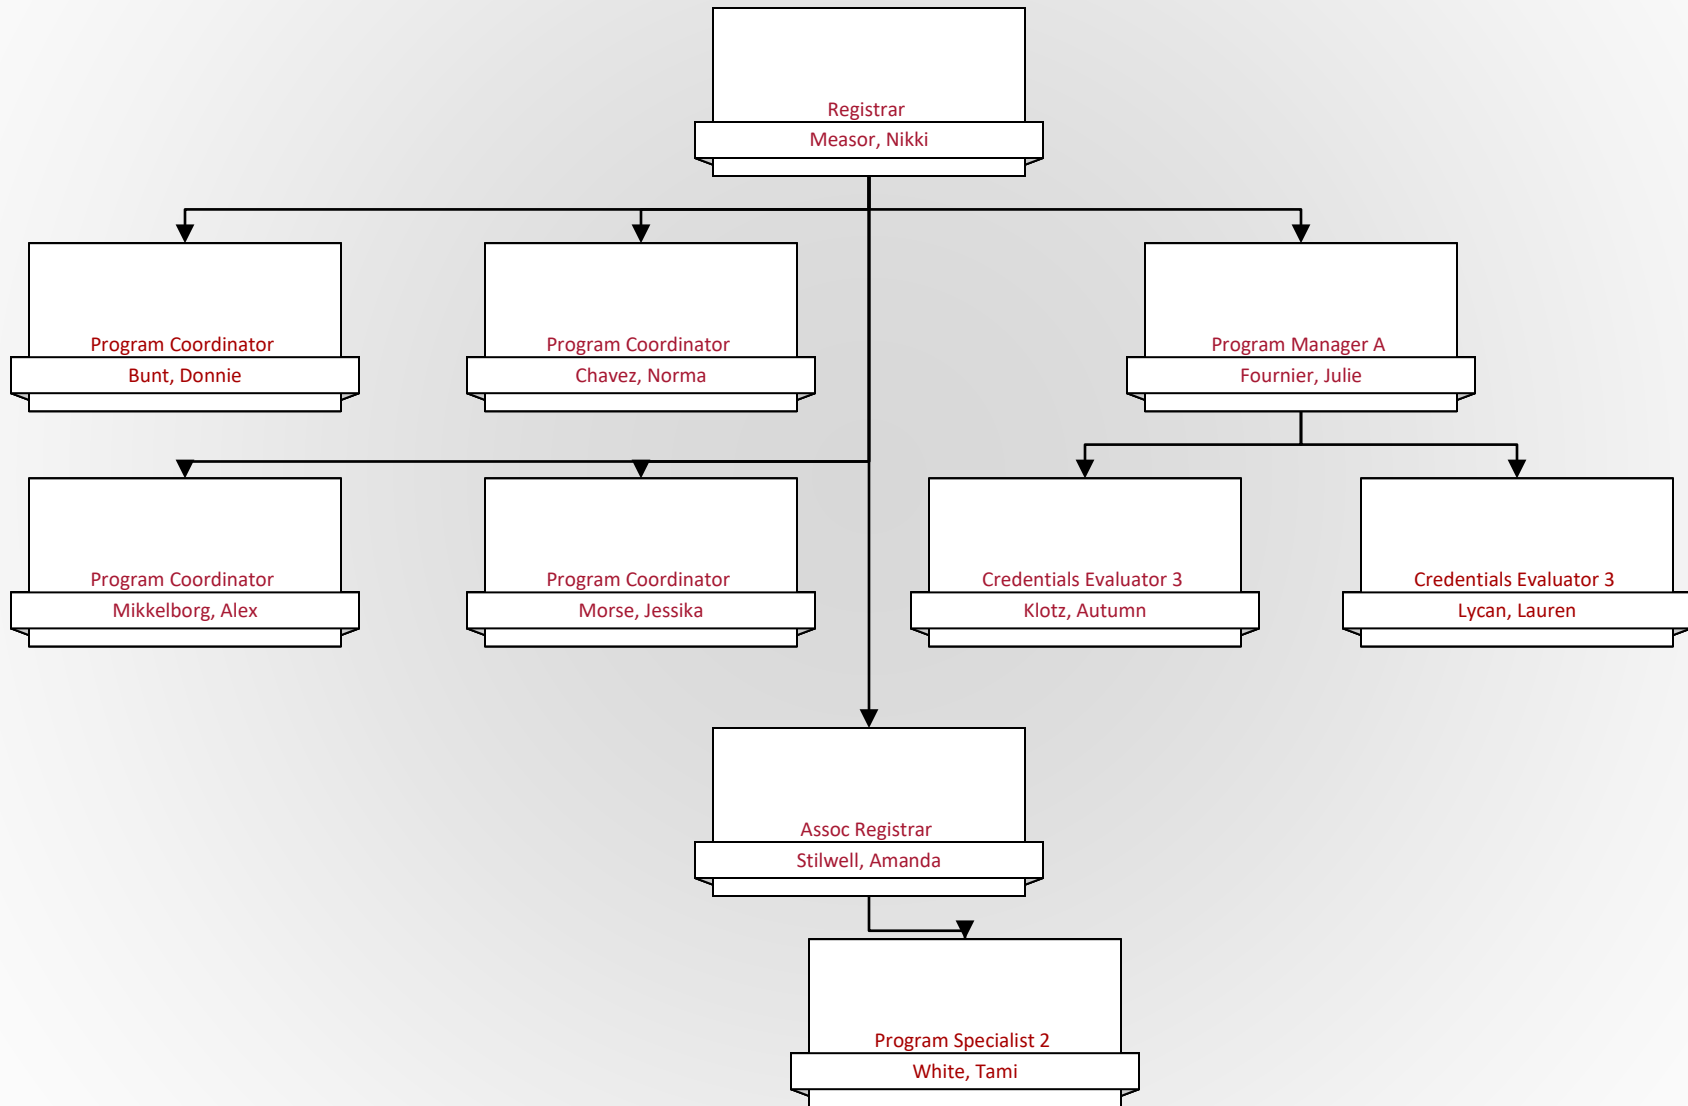 Registrar
Measor, Nikki
Program Coordinator
Bunt, Donnie
Program Coordinator
Chavez, Norma
Program Manager A
Fournier, Julie
Program Coordinator
Mikkelborg, Alex
Program Coordinator
Morse, Jessika
Credentials Evaluator 3
Klotz, Autumn
Credentials Evaluator 3
Lycan, Lauren
Assoc Registrar
Stilwell, Amanda
Program Specialist 2
White, Tami